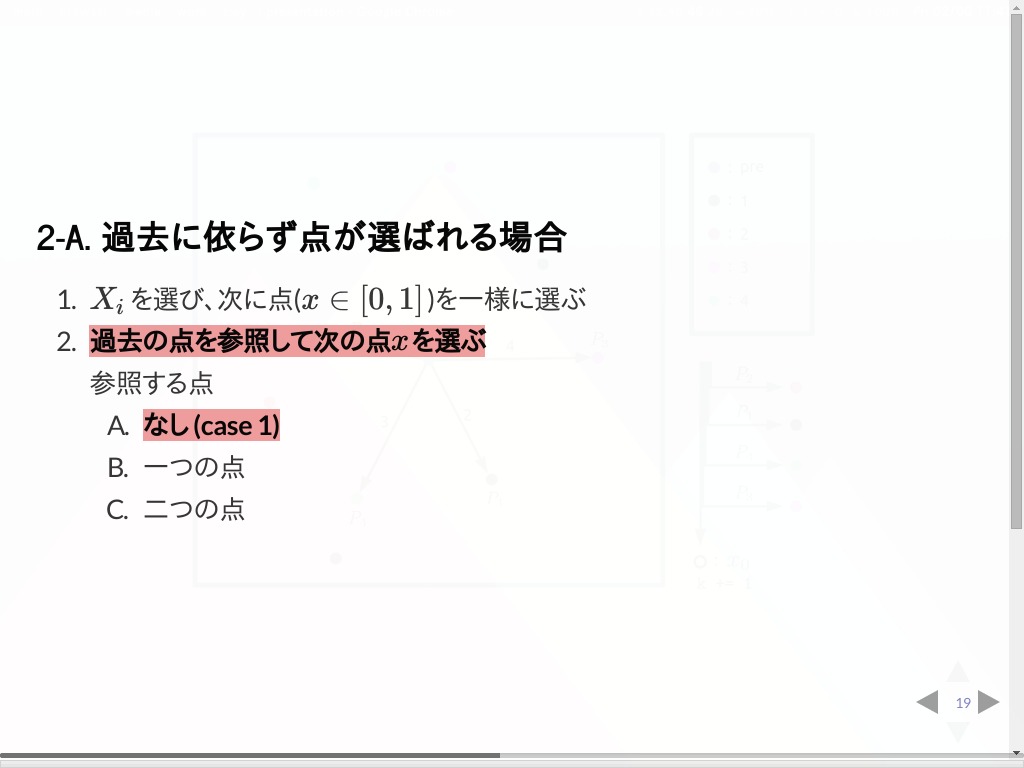 2-A. 過去に依らず点が選ばれる場合
1. X_i を選び、次に点(x ∈ [0, 1])を一様に選ぶ
2. 過去の点を参照して次の点xを選ぶ
参照する点
A. なし (case 1)
B. 一つの点
C. 二つの点
19